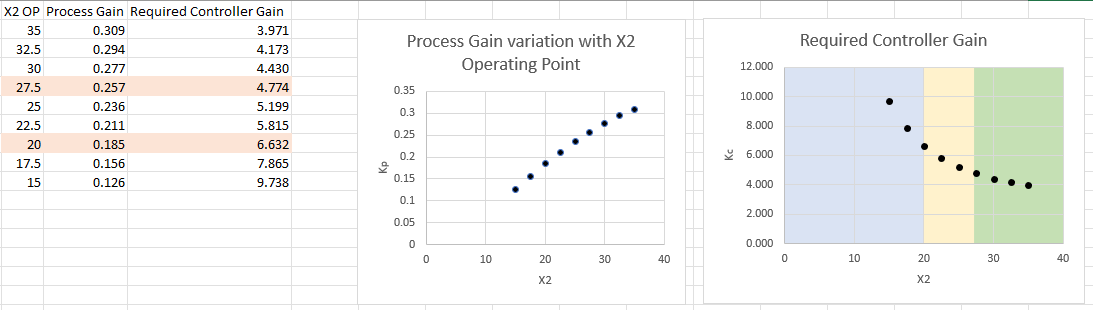 X2 OP Process Gain Required Controller Gain
35 0.309 3.971
32.5 0.294 4.173
30 0.277 4.430
27.5 0.257 4.774
25 0.236 5.199
22.5 0.211 5.815
20 0.185 6.632
17.5 0.156 7.865
15 0.126 9.738
Process Gain variation with X2
Operating Point
0.35
0.3
0.25
0.2
0.15
0.1
0.05
0
Kp
0 10 20 30 40
X2
Required Controller Gain
12.000
10.000
8.000
6.000
4.000
2.000
0.000
Kc
0 10 20 30 40
X2